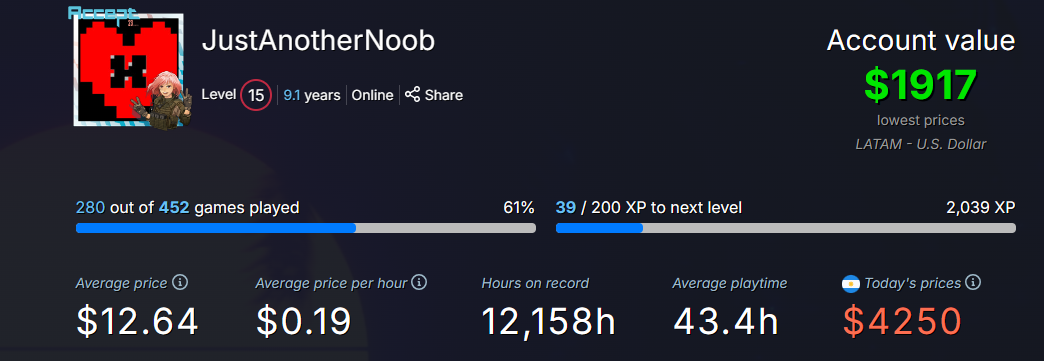 Accept
JustAnotherNoob
Level 15 9.1 years Online Share
Account value
$1917
lowest prices
LATAM - U.S. Dollar
280 out of 452 games played 61%
39 / 200 XP to next level 2,039 XP
Average price Average price per hour Hours on record Average playtime Today's prices
$12.64 $0.19 12,158h 43.4h $4250